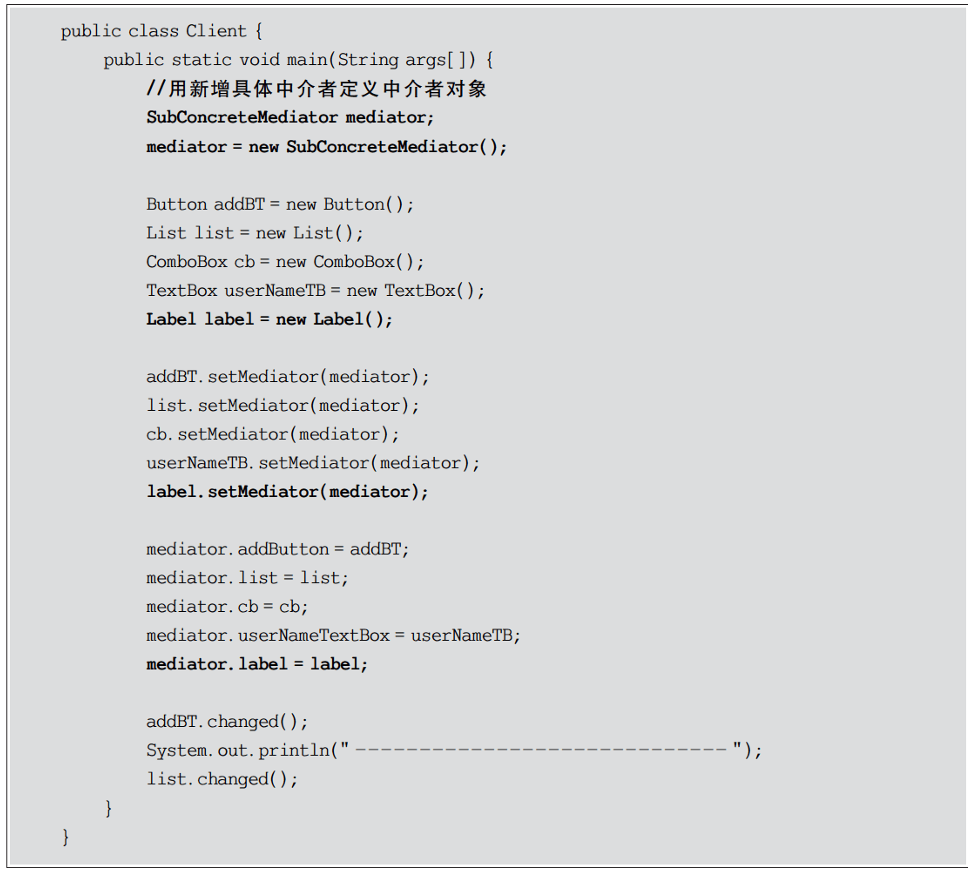 public class Client {
    public static void main(String args[ ]) {
        //用新增具体中介者定义中介者对象
        SubConcreteMediator mediator;
        mediator = new SubConcreteMediator();

        Button addBT = new Button();
        List list = new List();
        ComboBox cb = new ComboBox();
        TextBox userNameTB = new TextBox();
        Label label = new Label();

        addBT.setMediator(mediator);
        list.setMediator(mediator);
        cb.setMediator(mediator);
        userNameTB.setMediator(mediator);
        label.setMediator(mediator);

        mediator.addButton = addBT;
        mediator.list = list;
        mediator.cb = cb;
        mediator.userNameTextBox = userNameTB;
        mediator.label = label;

        addBT.changed();
        System.out.println("-----------------------------");
        list.changed();
    }
}